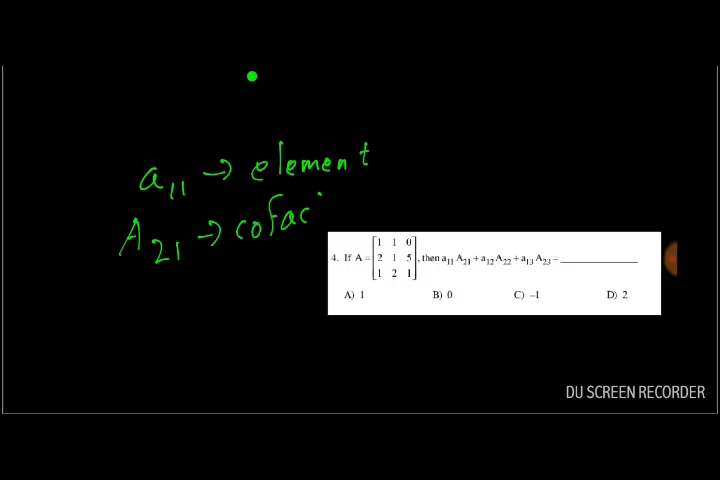 a₁₁ → element
A₂₁ → cofac
4. If A = [1 1 0; 2 1 5; 1 2 1], then a₁₁ A₂₁ + a₁₂ A₂₂ + a₁₃ A₂₃ = ________
A) 1 B) 0 C) –1 D) 2
DU SCREEN RECORDER